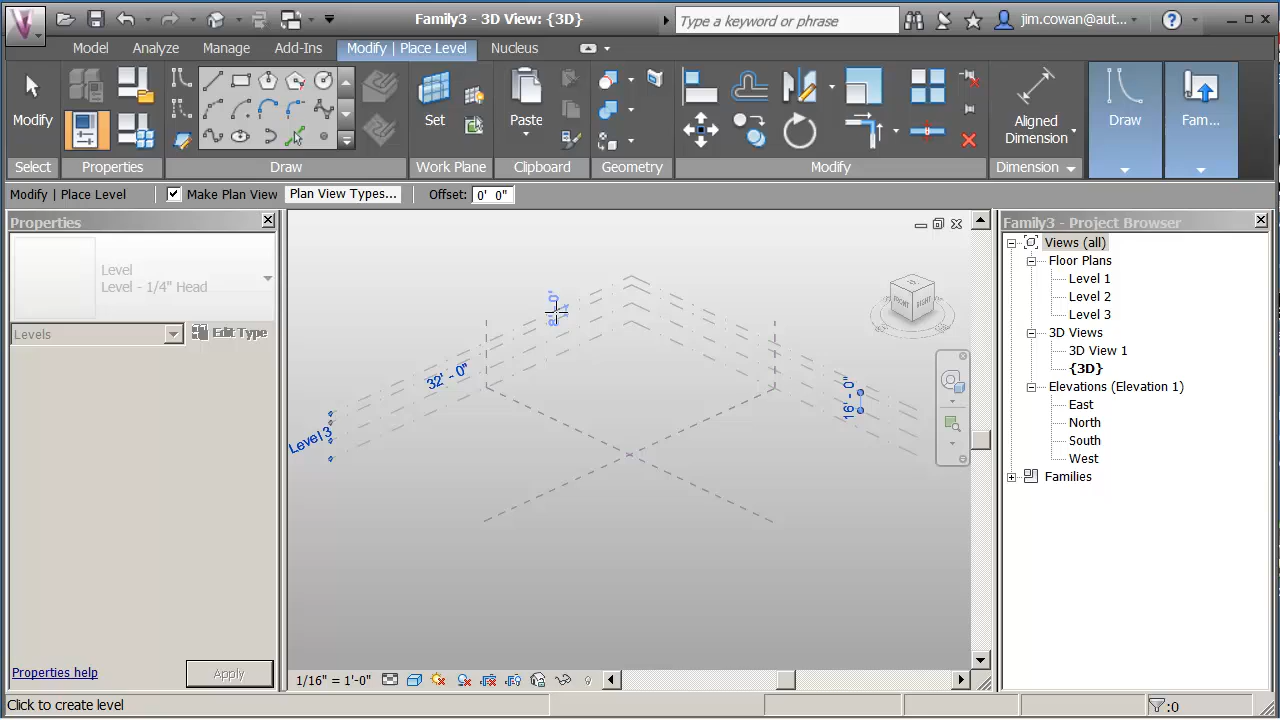 Family3 - 3D View: {3D}
Type a keyword or phrase
jim.cowan@aut...
Model
Analyze
Manage
Add-Ins
Modify | Place Level
Nucleus
Modify
Set
Paste
Aligned
Dimension
Draw
Fam...
Select
Properties
Draw
Work Plane
Clipboard
Geometry
Modify
Dimension
Modify | Place Level
Make Plan View
Plan View Types...
Offset:
0' 0"
Properties
Level
Level - 1/4" Head
Levels
Edit Type
Properties help
Apply
32' - 0"
Level 3
16' - 0"
FRONT
RIGHT
1/16" = 1'-0"
Family3 - Project Browser
Views (all)
Floor Plans
Level 1
Level 2
Level 3
3D Views
3D View 1
{3D}
Elevations (Elevation 1)
East
North
South
West
Families
Click to create level
:0